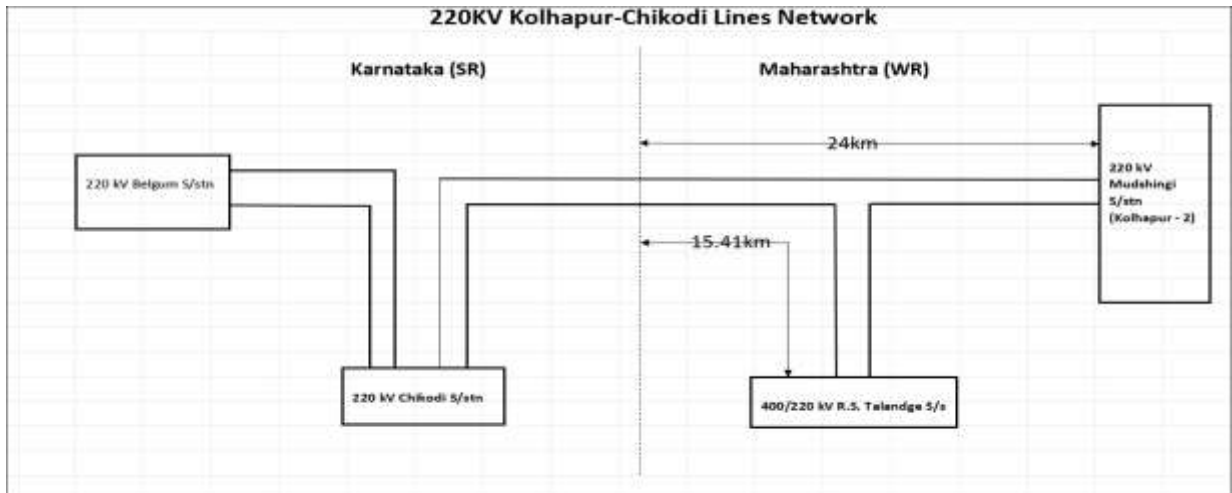 220KV Kolhapur-Chikodi Lines Network
Karnataka (SR)
Maharashtra (WR)
24km
220 kV Belgum S/stn
220 kV
Mudshingi
S/stn
(Kolhapur - 2)
15.41km
220 kV Chikodi S/stn
400/220 kV R.S. Talandge S/s